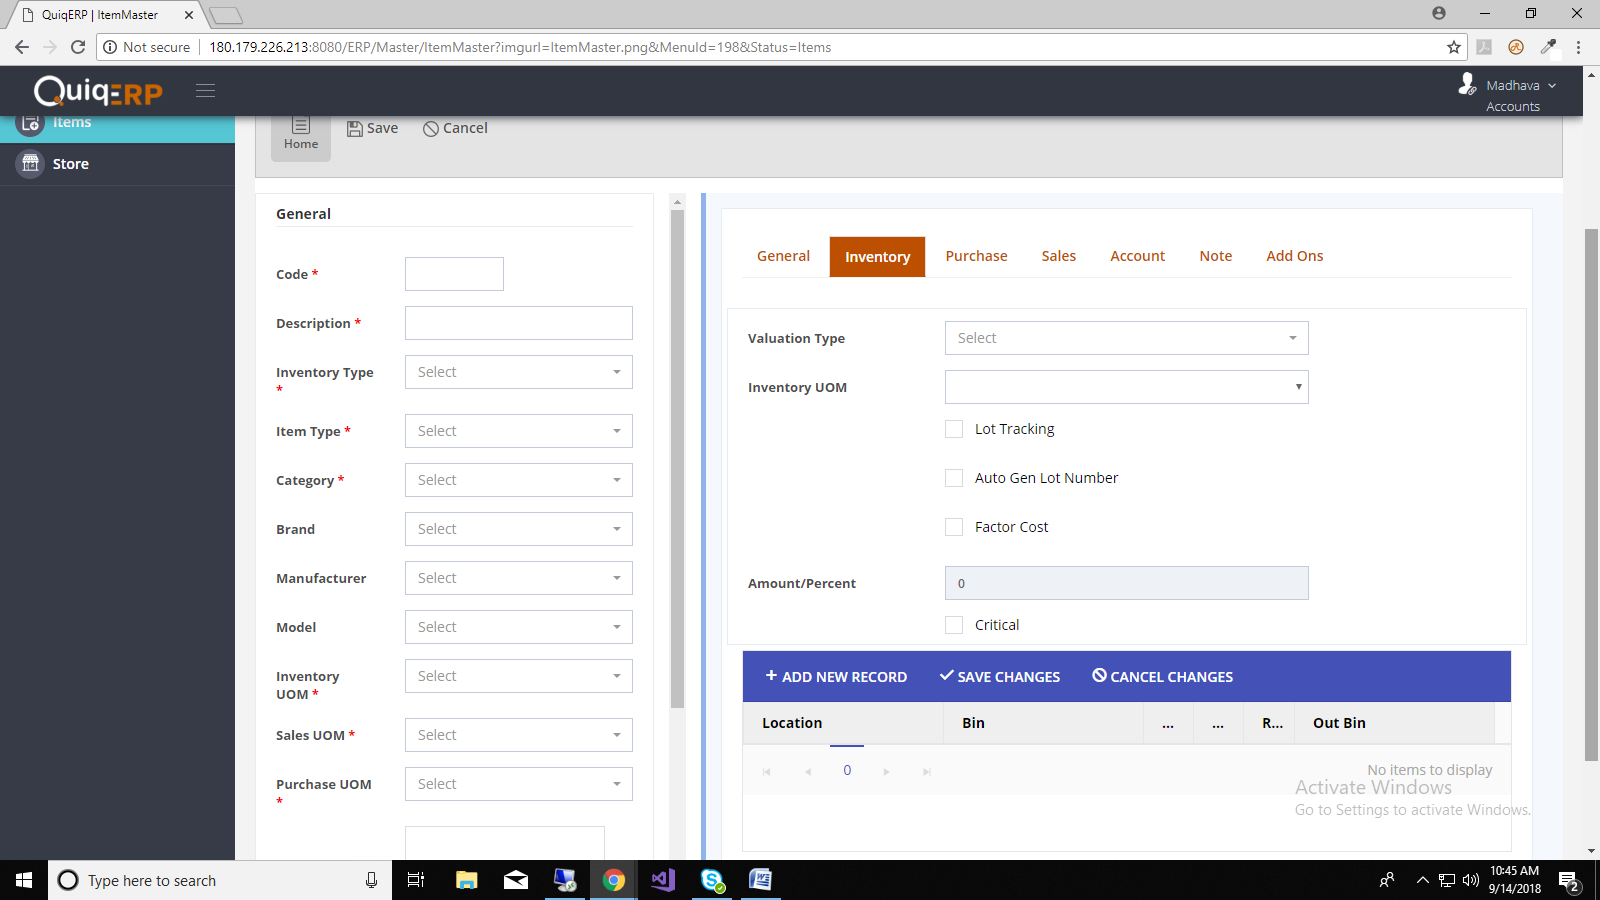 QuiqERP | ItemMaster
Not secure
180.179.226.213:8080/ERP/Master/ItemMaster?imgurl=ItemMaster.png&MenuId=198&Status=Items
QuiqERP
Madhava
Accounts
Items
Store
Home
Save
Cancel
General
Code *
Description *
Inventory Type
*
Select
Item Type *
Select
Category *
Select
Brand
Select
Manufacturer
Select
Model
Select
Inventory
UOM *
Select
Sales UOM *
Select
Purchase UOM
*
Select
General
Inventory
Purchase
Sales
Account
Note
Add Ons
Valuation Type
Select
Inventory UOM
Lot Tracking
Auto Gen Lot Number
Factor Cost
Amount/Percent
0
Critical
+ ADD NEW RECORD
SAVE CHANGES
CANCEL CHANGES
Location
Bin
...
...
R...
Out Bin
0
No items to display
Activate Windows
Go to Settings to activate Windows.
Type here to search
10:45 AM
9/14/2018
2